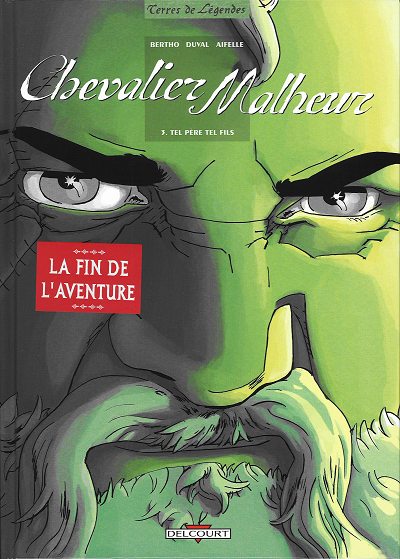 Terres de Légendes
BERTHO DUVAL AIFELLE
Chevalier Malheur
3. TEL PÈRE TEL FILS
LA FIN DE
L'AVENTURE
DELCOURT